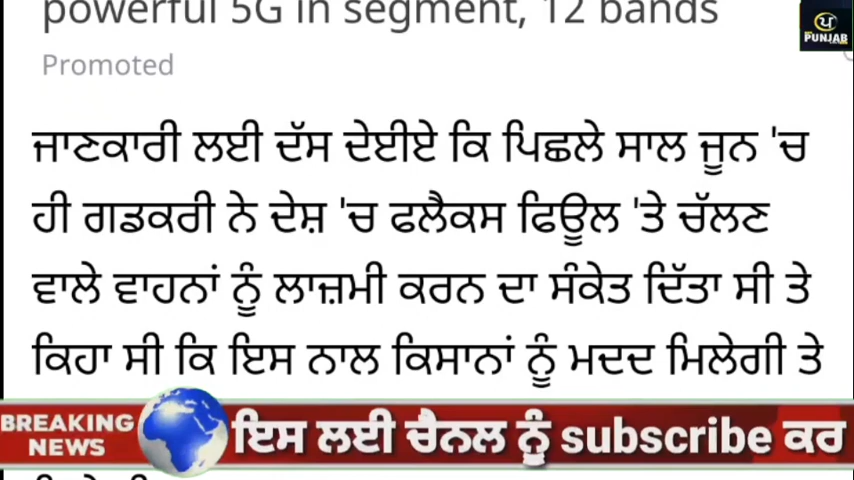 powerful 5G in segment, 12 bands
ਪ
PUNJAB
Promoted
ਜਾਣਕਾਰੀ ਲਈ ਦੱਸ ਦੇਈਏ ਕਿ ਪਿਛਲੇ ਸਾਲ ਜੂਨ 'ਚ
ਹੀ ਗਡਕਰੀ ਨੇ ਦੇਸ਼ 'ਚ ਫਲੈਕਸ ਫਿਊਲ 'ਤੇ ਚੱਲਣ
ਵਾਲੇ ਵਾਹਨਾਂ ਨੂੰ ਲਾਜ਼ਮੀ ਕਰਨ ਦਾ ਸੰਕੇਤ ਦਿੱਤਾ ਸੀ ਤੇ
ਕਿਹਾ ਸੀ ਕਿ ਇਸ ਨਾਲ ਕਿਸਾਨਾਂ ਨੂੰ ਮਦਦ ਮਿਲੇਗੀ ਤੇ
BREAKING
NEWS
ਇਸ ਲਈ ਚੈਨਲ ਨੂੰ subscribe ਕਰ